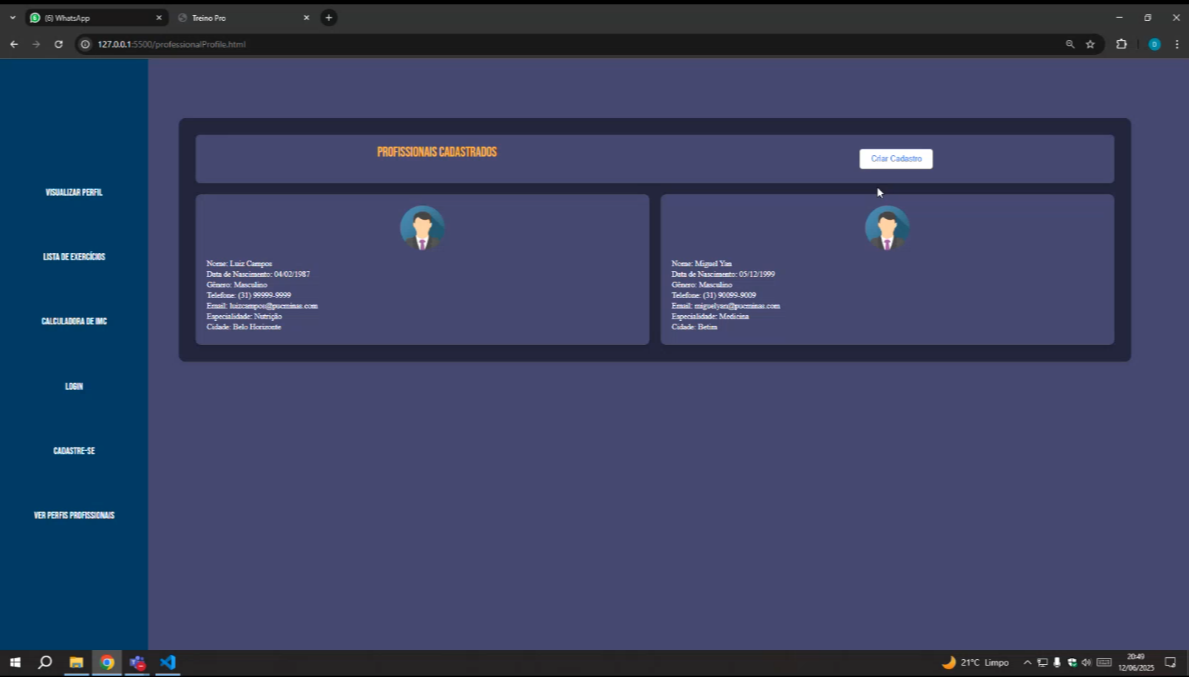 (6) WhatsApp
Treino Pro
127.0.0.1:5500/professionalProfile.html
VISUALIZAR PERFIL
LISTA DE EXERCÍCIOS
CALCULADORA DE IMC
LOGIN
CADASTRE-SE
VER PERFIS PROFISSIONAIS
PROFISSIONAIS CADASTRADOS
Criar Cadastro
Nome: Luiz Campos
Data de Nascimento: 04/02/1987
Gênero: Masculino
Telefone: (31) 99999-9999
Email: luizcampos@pucminas.com
Especialidade: Nutrição
Cidade: Belo Horizonte
Nome: Miguel Yan
Data de Nascimento: 05/12/1999
Gênero: Masculino
Telefone: (31) 90099-9009
Email: miguelyan@pucminas.com
Especialidade: Medicina
Cidade: Betim
21°C Limpo
20:49
12/06/2025